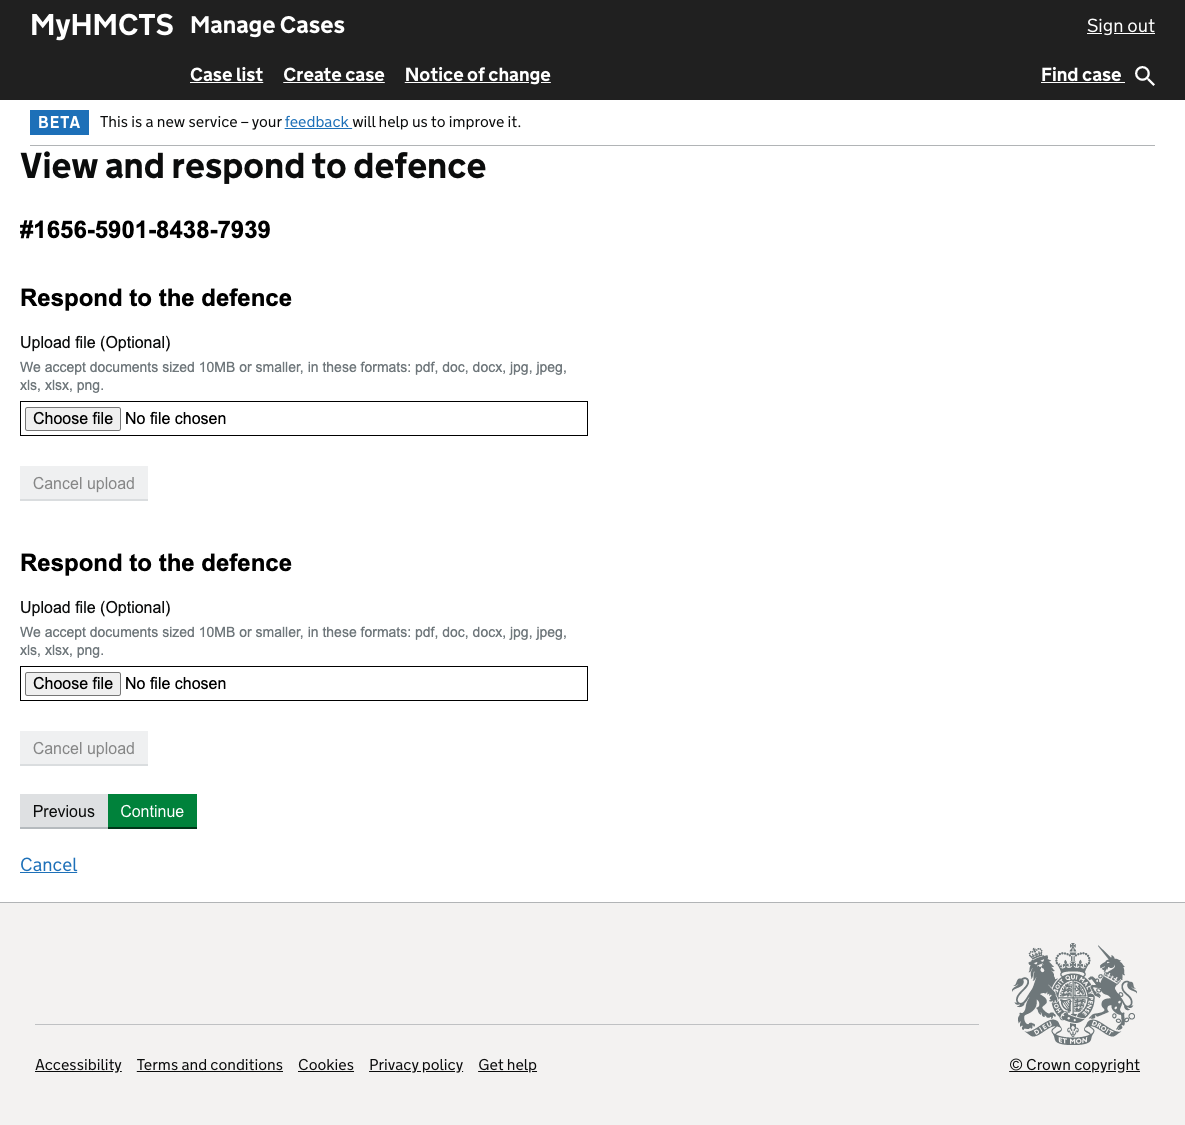 MyHMCTS Manage Cases Sign out
Case list Create case Notice of change Find case
BETA This is a new service – your feedback will help us to improve it.
View and respond to defence
#1656-5901-8438-7939
Respond to the defence
Upload file (Optional)
We accept documents sized 10MB or smaller, in these formats: pdf, doc, docx, jpg, jpeg,
xls, xlsx, png.
Choose file No file chosen
Cancel upload
Respond to the defence
Upload file (Optional)
We accept documents sized 10MB or smaller, in these formats: pdf, doc, docx, jpg, jpeg,
xls, xlsx, png.
Choose file No file chosen
Cancel upload
Previous Continue
Cancel
DIEU ET MON DROIT
Accessibility Terms and conditions Cookies Privacy policy Get help © Crown copyright